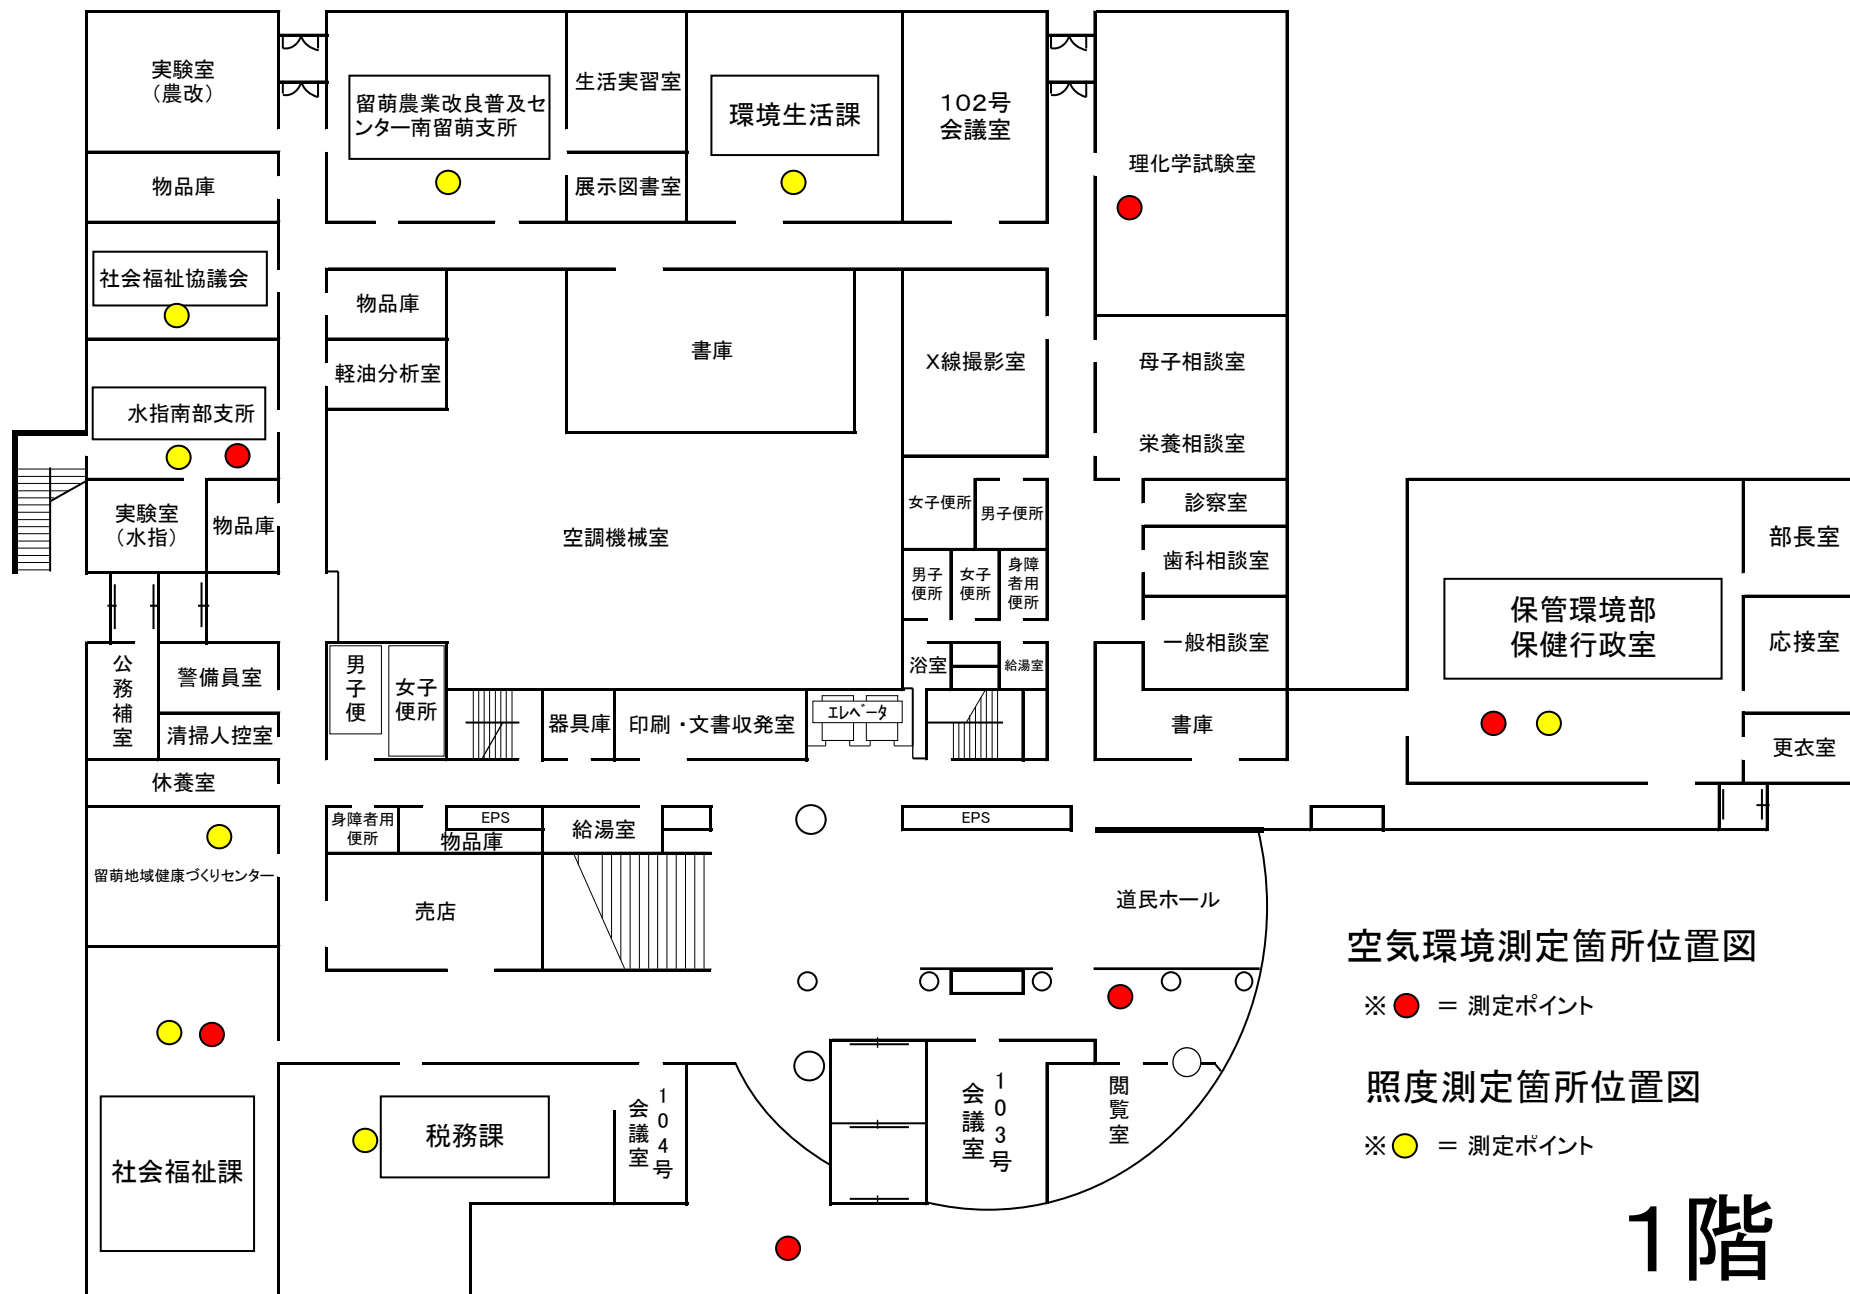 実験室
（農改）
留萌農業改良普及セ
ンター南留萌支所
生活実習室
環境生活課
102号
会議室
理化学試験室
物品庫
展示図書室
社会福祉協議会
物品庫
軽油分析室
書庫
X線撮影室
母子相談室
栄養相談室
水指南部支所
実験室
（水指）
物品庫
空調機械室
女子便所
男子便所
男子
便所
女子
便所
身障
者用
便所
診察室
歯科相談室
一般相談室
部長室
保管環境部
保健行政室
応接室
更衣室
公務補室
警備員室
清掃人控室
男子便
女子
便所
器具庫
印刷・文書収発室
エレベータ
浴室
給湯室
書庫
休養室
身障者用
便所
EPS
物品庫
給湯室
EPS
留萌地域健康づくりセンター
売店
道民ホール
空気環境測定箇所位置図
※ ＝ 測定ポイント
照度測定箇所位置図
※ ＝ 測定ポイント
社会福祉課
税務課
104号
会議室
103号
会議室
閲覧室
1階